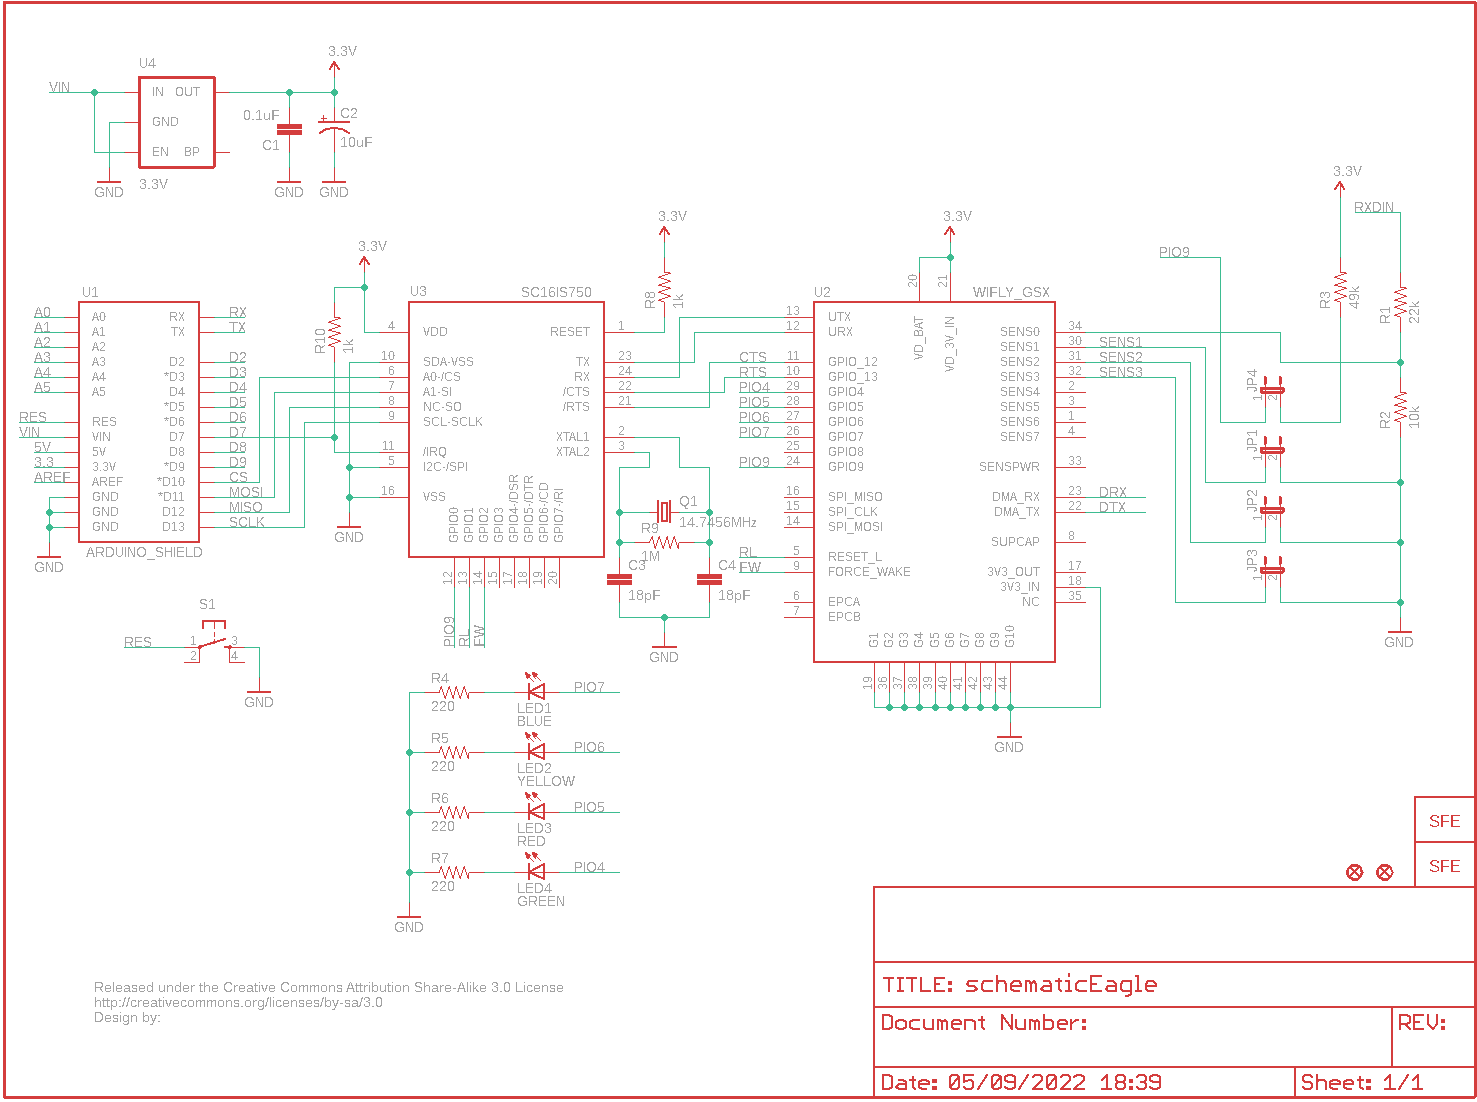 3.3V
U4
VIN
IN OUT
GND
EN BP
3.3V
GND
0.1uF
C1
GND
C2
10uF
GND
3.3V
RXDIN
PIO9
R3
49k
R1
22k
R2
10k
JP4
1 2
JP1
1 2
JP2
1 2
JP3
1 2
GND
U1
A0 A0 RX RX
A1 A1 TX TX
A2 A2
A3 A3 D2 D2
A4 A4 *D3 D3
A5 A5 D4 D4
*D5 D5
RES RES *D6 D6
VIN VIN D7 D7
5V 5V D8 D8
3.3 3.3V *D9 D9
AREF AREF *D10 CS
GND *D11 MOSI
GND D12 MISO
GND D13 SCLK
ARDUINO_SHIELD
GND
3.3V
R10
1k
GND
U3 SC16IS750
4 VDD RESET 1
10 SDA-VSS TX 23
6 A0-/CS RX 24
7 A1-SI /CTS 22
8 NC-SO /RTS 21
9 SCL-SCLK
XTAL1 2
11 /IRQ XTAL2 3
5 I2C-/SPI
16 VSS
GPIO0
GPIO1
GPIO2
GPIO3
GPIO4-/DSR
GPIO5-/DTR
GPIO6-/CD
GPIO7-/RI
12
13
14
15
17
18
19
20
PIO9
RL
FW
3.3V
R8
1k
Q1
14.7456MHz
R9
1M
C3
18pF
C4
18pF
GND
3.3V
20
21
U2 WIFLY_GSX
VD_BAT
VD_3V_IN
13 UTX SENS0 34
12 URX SENS1 30 SENS1
CTS 11 GPIO_12 SENS2 31 SENS2
RTS 10 GPIO_13 SENS3 32 SENS3
PIO4 29 GPIO4 SENS4 2
PIO5 28 GPIO5 SENS5 3
PIO6 27 GPIO6 SENS6 1
PIO7 26 GPIO7 SENS7 4
25 GPIO8
PIO9 24 GPIO9 SENSPWR 33
16 SPI_MISO DMA_RX 23 DRX
15 SPI_CLK DMA_TX 22 DTX
14 SPI_MOSI
SUPCAP 8
RL 5 RESET_L
FW 9 FORCE_WAKE 3V3_OUT 17
3V3_IN 18
6 EPCA NC 35
7 EPCB
G1
G2
G3
G4
G5
G6
G7
G8
G9
G10
19
36
37
38
39
40
41
42
43
44
GND
S1
RES
1 3
2 4
GND
R4
220
LED1
BLUE
PIO7
R5
220
LED2
YELLOW
PIO6
R6
220
LED3
RED
PIO5
R7
220
LED4
GREEN
PIO4
GND
SFE
SFE
Released under the Creative Commons Attribution Share-Alike 3.0 License
http://creativecommons.org/licenses/by-sa/3.0
Design by:
TITLE: schematicEagle
Document Number:
REV:
Date: 05/09/2022 18:39
Sheet: 1/1